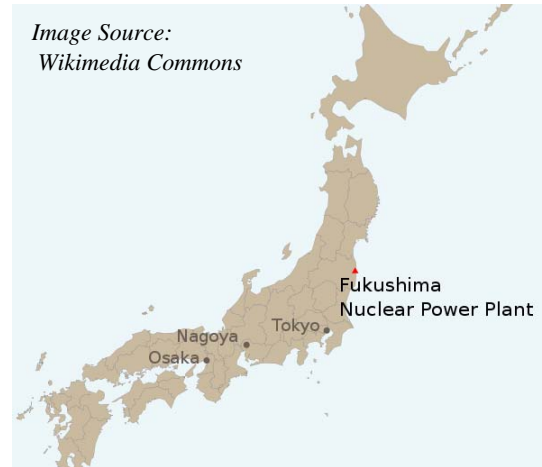 Image Source:
Wikimedia Commons
Fukushima
Nuclear Power Plant
Tokyo
Nagoya
Osaka